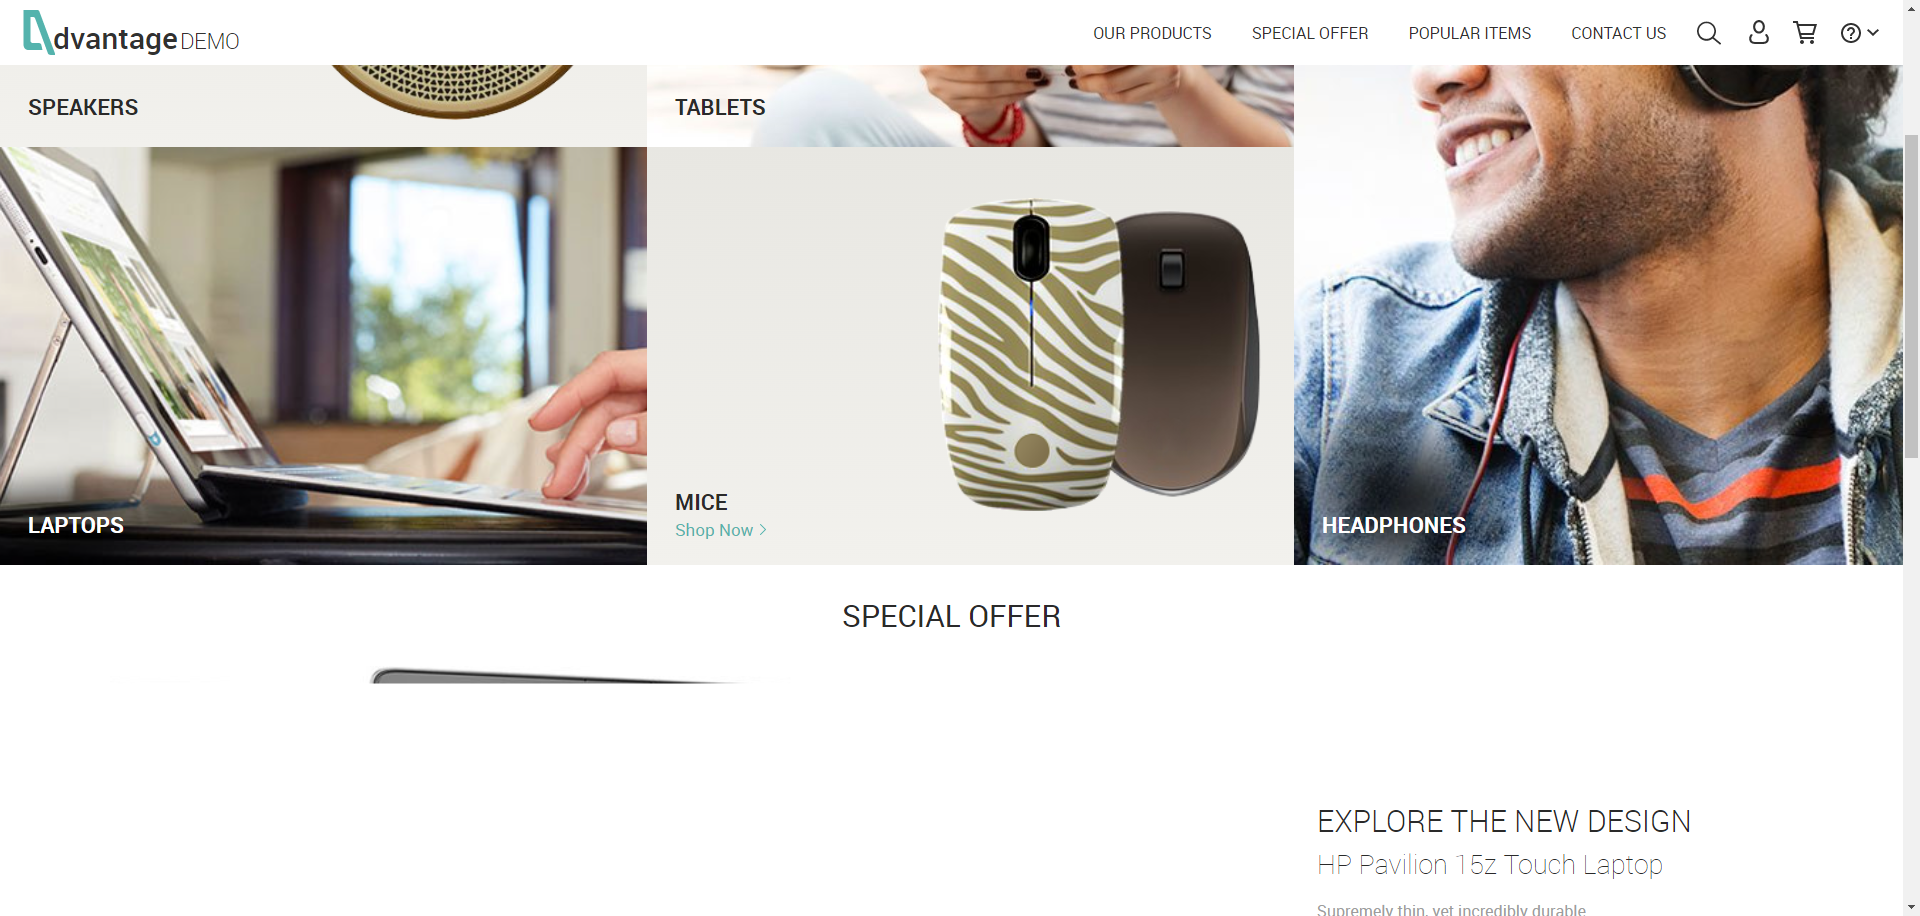 dvantage DEMO
OUR PRODUCTS
SPECIAL OFFER
POPULAR ITEMS
CONTACT US
SPEAKERS
TABLETS
LAPTOPS
MICE
Shop Now
HEADPHONES
SPECIAL OFFER
EXPLORE THE NEW DESIGN
HP Pavilion 15z Touch Laptop
Supremely thin, yet incredibly durable